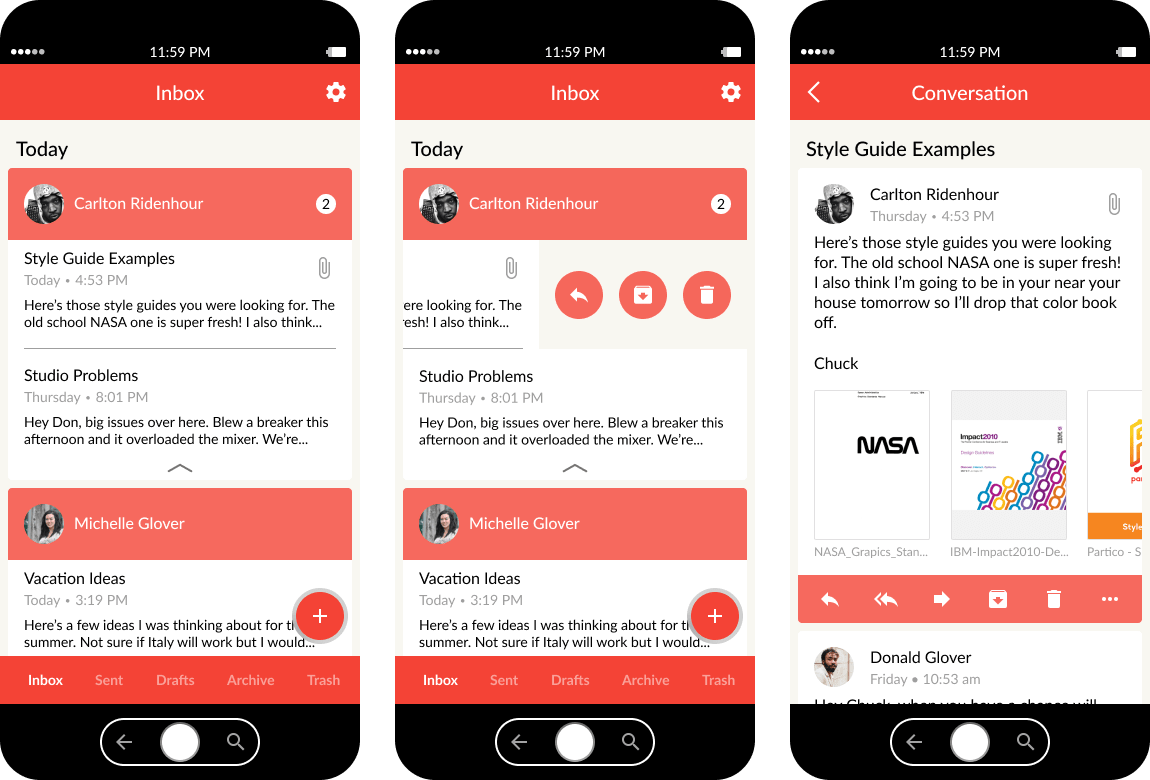 11:59 PM
Inbox
Today
Carlton Ridenhour
2
Style Guide Examples
Today • 4:53 PM
Here's those style guides you were looking for. The
old school NASA one is super fresh! I also think...
Studio Problems
Thursday • 8:01 PM
Hey Don, big issues over here. Blew a breaker this
afternoon and it overloaded the mixer. We're...
Michelle Glover
Vacation Ideas
Today • 3:19 PM
Here's a few ideas I was thinking about for
summer. Not sure if Italy will work but I would...
Inbox Sent Drafts Archive Trash
11:59 PM
Inbox
Today
Carlton Ridenhour
2
ere looking for. The
esh! I also think...
Studio Problems
Thursday • 8:01 PM
Hey Don, big issues over here. Blew a breaker this
afternoon and it overloaded the mixer. We're...
Michelle Glover
Vacation Ideas
Today • 3:19 PM
Here's a few ideas I was thinking about for
summer. Not sure if Italy will work but I would...
Inbox Sent Drafts Archive Trash
11:59 PM
Conversation
Style Guide Examples
Carlton Ridenhour
Thursday • 4:53 PM
Here's those style guides you were looking
for. The old school NASA one is super fresh!
I also think I'm going to be in your near your
house tomorrow so I'll drop that color book
off.
Chuck
NASA
Impact2010
Design Guidelines
IBM
par
Style
NASA_Grapics_Stan...
IBM-Impact2010-De...
Partico - S
Donald Glover
Friday • 10:53 am
Hey Chuck, when you have a chance will